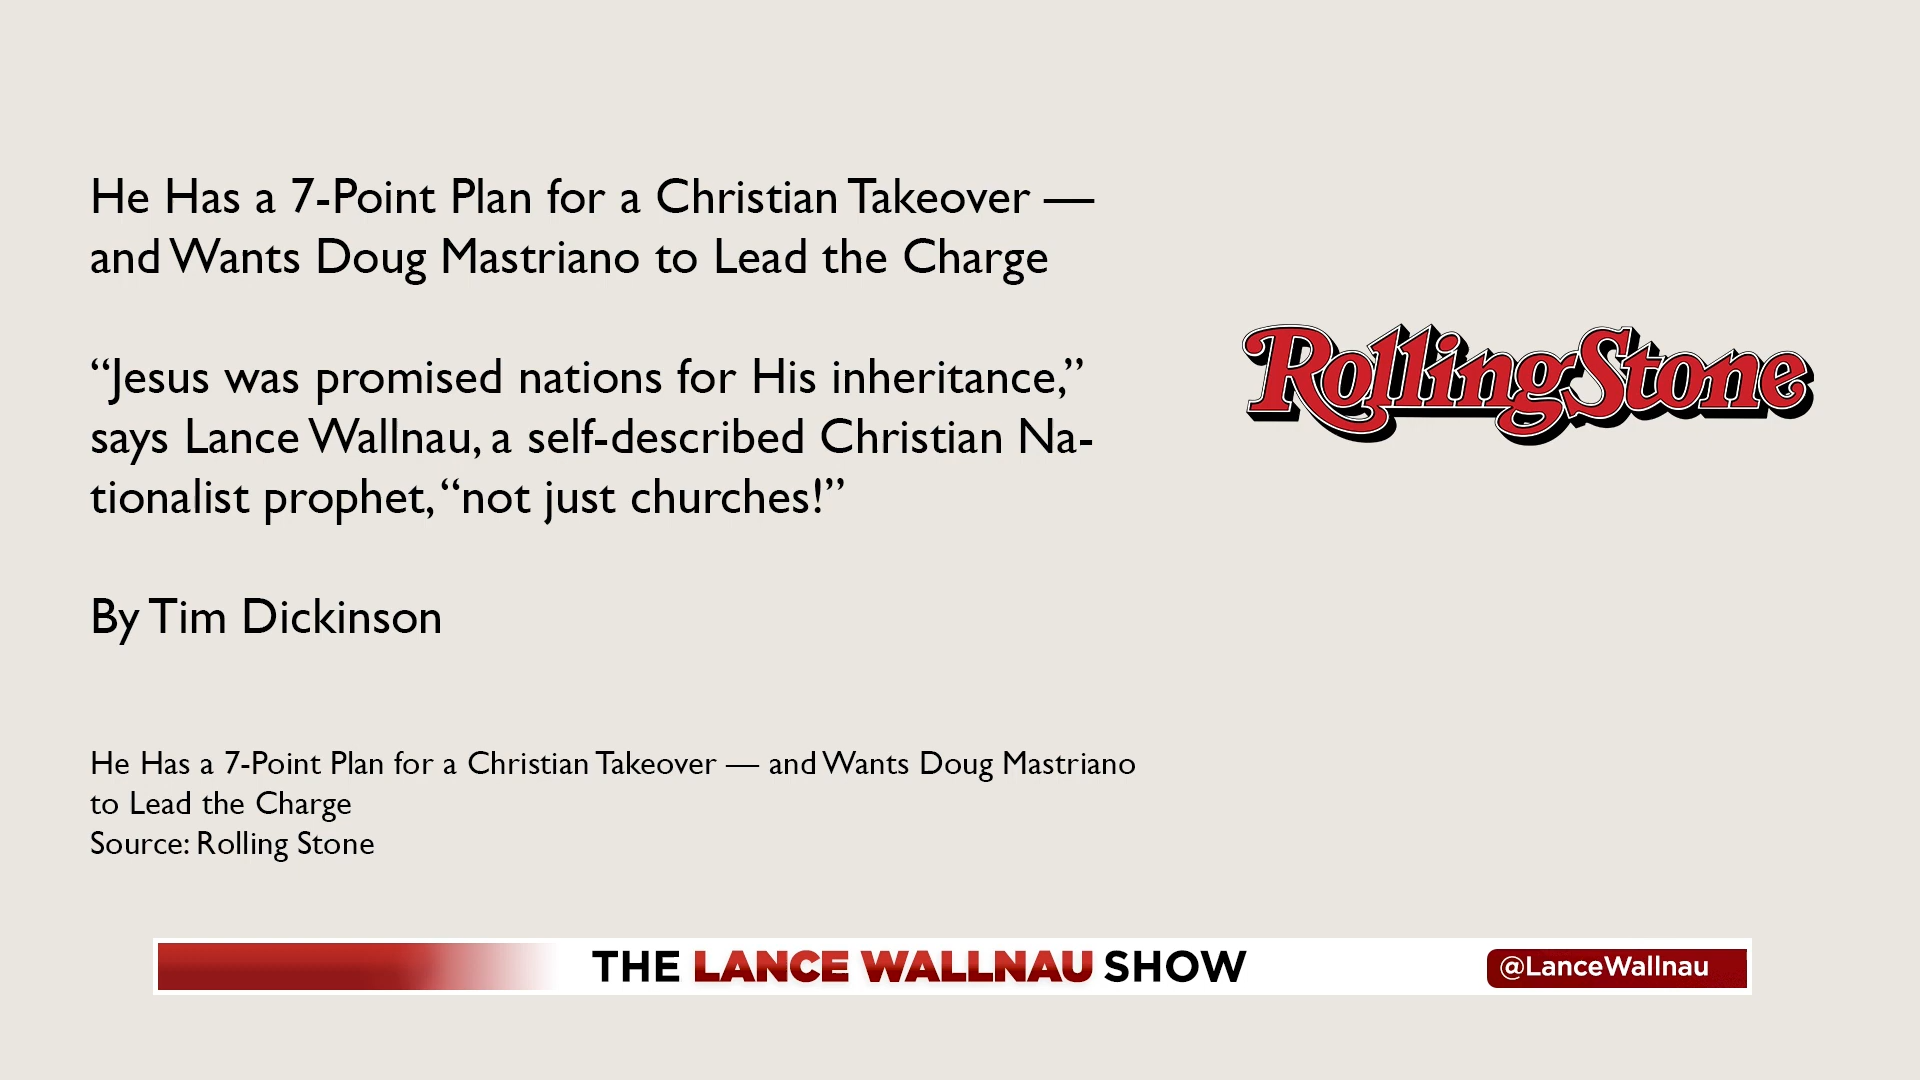 He Has a 7-Point Plan for a Christian Takeover —
and Wants Doug Mastriano to Lead the Charge
“Jesus was promised nations for His inheritance,”
says Lance Wallnau, a self-described Christian Na-
tionalist prophet, “not just churches!”
By Tim Dickinson
RollingStone
He Has a 7-Point Plan for a Christian Takeover — and Wants Doug Mastriano
to Lead the Charge
Source: Rolling Stone
THE LANCE WALLNAU SHOW
@LanceWallnau